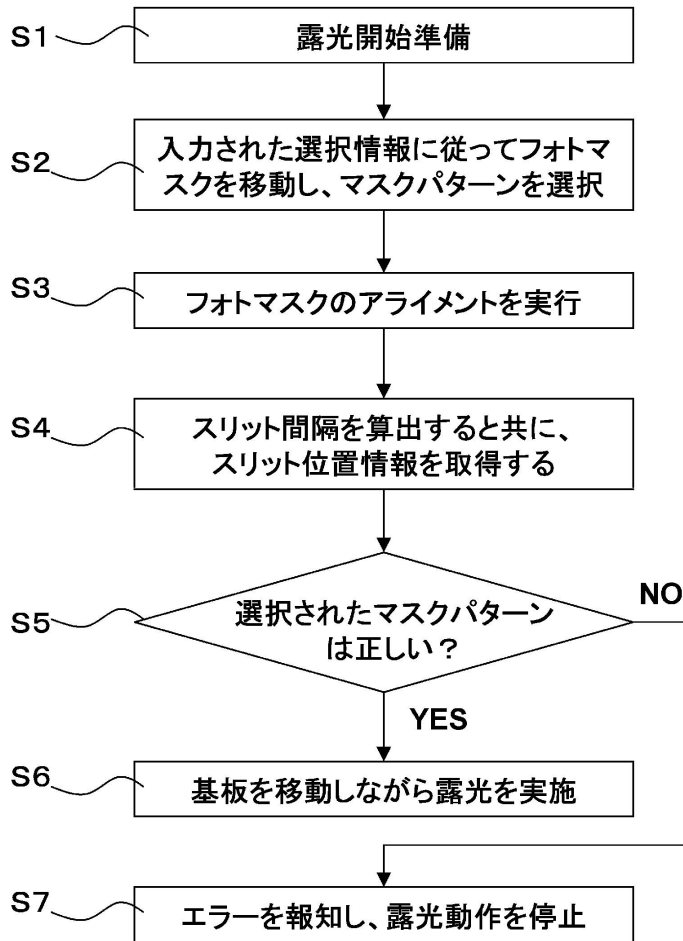 S1
露光開始準備
S2
入力された選択情報に従ってフォトマ
スクを移動し、マスクパターンを選択
S3
フォトマスクのアライメントを実行
S4
スリット間隔を算出すると共に、
スリット位置情報を取得する
S5
選択されたマスクパターン
は正しい？
NO
YES
S6
基板を移動しながら露光を実施
S7
エラーを報知し、露光動作を停止